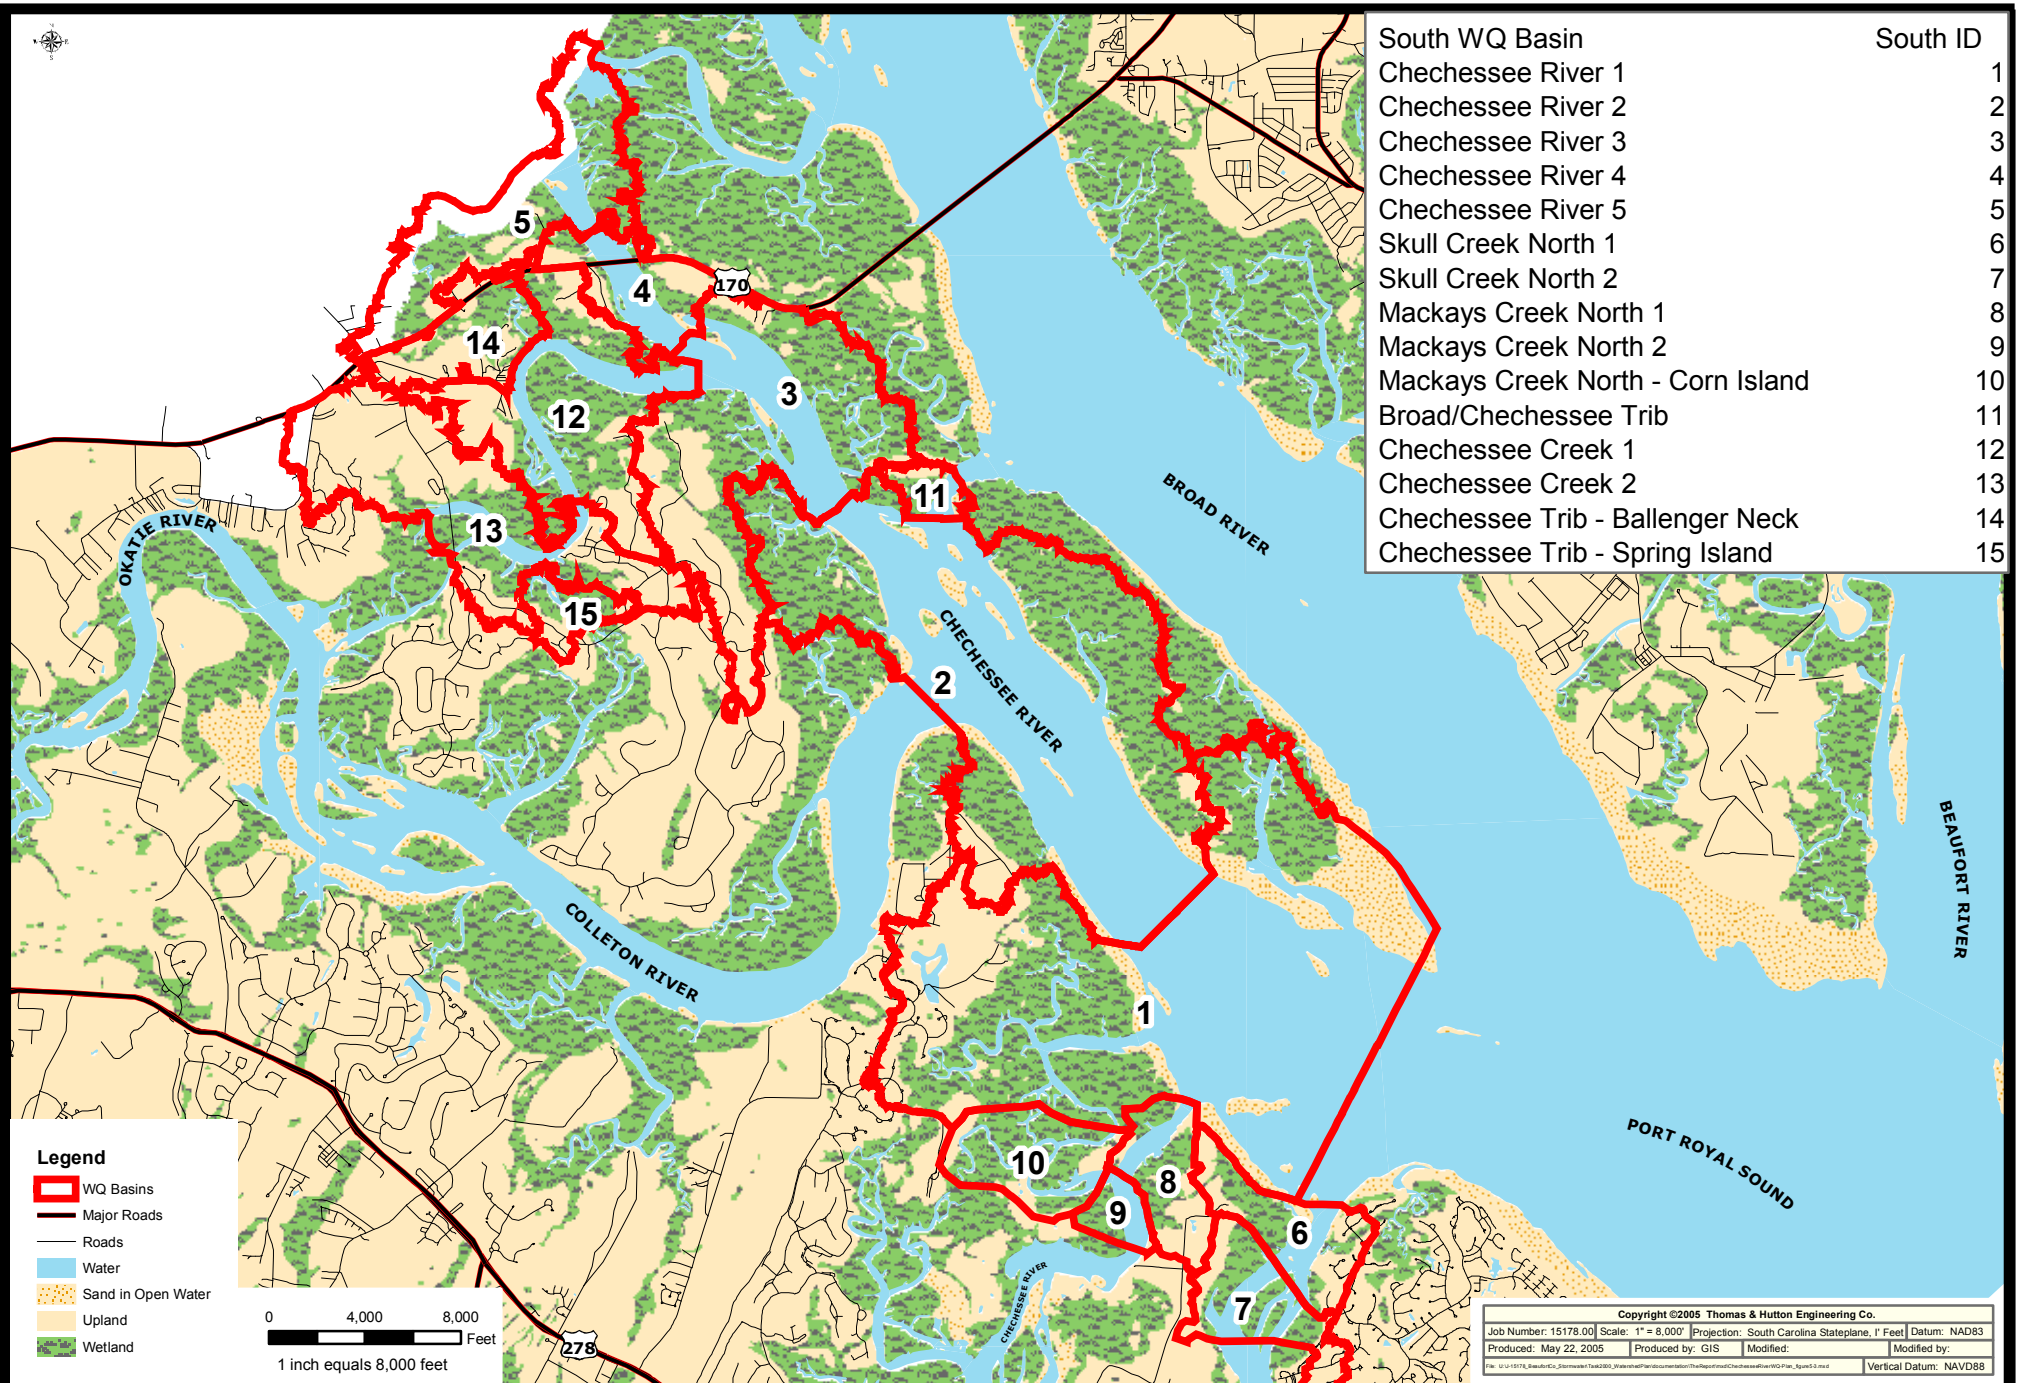 South WQ Basin South ID
Chechessee River 1 1
Chechessee River 2 2
Chechessee River 3 3
Chechessee River 4 4
Chechessee River 5 5
Skull Creek North 1 6
Skull Creek North 2 7
Mackays Creek North 1 8
Mackays Creek North 2 9
Mackays Creek North - Corn Island 10
Broad/Chechessee Trib 11
Chechessee Creek 1 12
Chechessee Creek 2 13
Chechessee Trib - Ballenger Neck 14
Chechessee Trib - Spring Island 15
5
170
4
14
3
12
11
BROAD RIVER
OKATIE RIVER
13
15
CHECHESSEE RIVER
2
BEAUFORT RIVER
COLLETON RIVER
1
PORT ROYAL SOUND
10
8
9
6
CHECHESSEE RIVER
7
278
Legend
WQ Basins
Major Roads
Roads
Water
Sand in Open Water
Upland
Wetland
0 4,000 8,000
Feet
1 inch equals 8,000 feet
Copyright ©2005 Thomas & Hutton Engineering Co.
Job Number: 15178.00 Scale: 1" = 8,000' Projection: South Carolina Stateplane, I' Feet Datum: NAD83
Produced: May 22, 2005 Produced by: GIS Modified: Modified by:
Vertical Datum: NAVD88